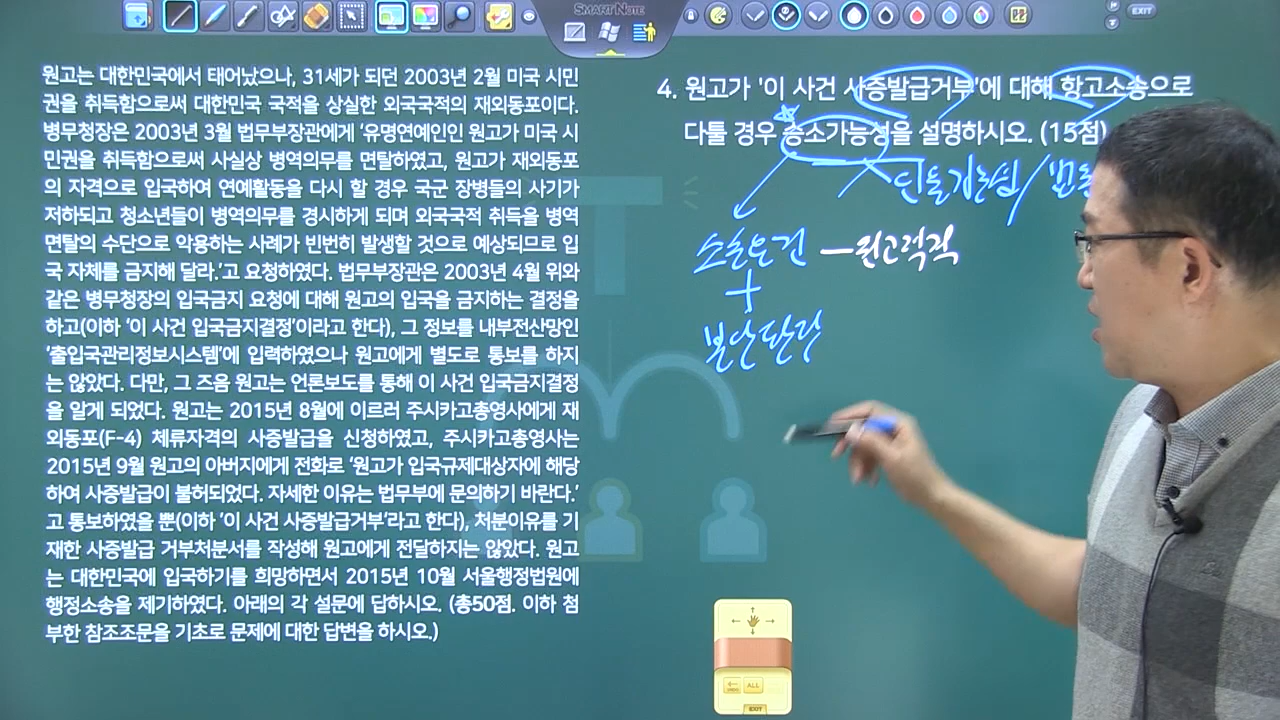 SMART NOTE
EXIT
원고는 대한민국에서 태어났으나, 31세가 되던 2003년 2월 미국 시민
권을 취득함으로써 대한민국 국적을 상실한 외국국적의 재외동포이다.
병무청장은 2003년 3월 법무부장관에게 '유명연예인인 원고가 미국 시
민권을 취득함으로써 사실상 병역의무를 면탈하였고, 원고가 재외동포
의 자격으로 입국하여 연예활동을 다시 할 경우 국군 장병들의 사기가
저하되고 청소년들이 병역의무를 경시하게 되며 외국국적 취득을 병역
면탈의 수단으로 악용하는 사례가 빈번히 발생할 것으로 예상되므로 입
국 자체를 금지해 달라.'고 요청하였다. 법무부장관은 2003년 4월 위와
같은 병무청장의 입국금지 요청에 대해 원고의 입국을 금지하는 결정을
하고(이하 '이 사건 입국금지결정'이라고 한다), 그 정보를 내부전산망인
'출입국관리정보시스템'에 입력하였으나 원고에게 별도로 통보를 하지
는 않았다. 다만, 그 즈음 원고는 언론보도를 통해 이 사건 입국금지결정
을 알게 되었다. 원고는 2015년 8월에 이르러 주시카고총영사에게 재
외동포(F-4) 체류자격의 사증발급을 신청하였고, 주시카고총영사는
2015년 9월 원고의 아버지에게 전화로 '원고가 입국규제대상자에 해당
하여 사증발급이 불허되었다. 자세한 이유는 법무부에 문의하기 바란다.'
고 통보하였을 뿐(이하 '이 사건 사증발급거부'라고 한다), 처분이유를 기
재한 사증발급 거부처분서를 작성해 원고에게 전달하지는 않았다. 원고
는 대한민국에 입국하기를 희망하면서 2015년 10월 서울행정법원에
행정소송을 제기하였다. 아래의 각 설문에 답하시오. (총50점. 이하 첨
부한 참조조문을 기초로 문제에 대한 답변을 하시오.)
4. 원고가 '이 사건 사증발급거부'에 대해 항고소송으로
다툴 경우 승소가능성을 설명하시오. (15점)
소송요건 — 원고적격
+
본안판단
UNDO
ALL
EXIT